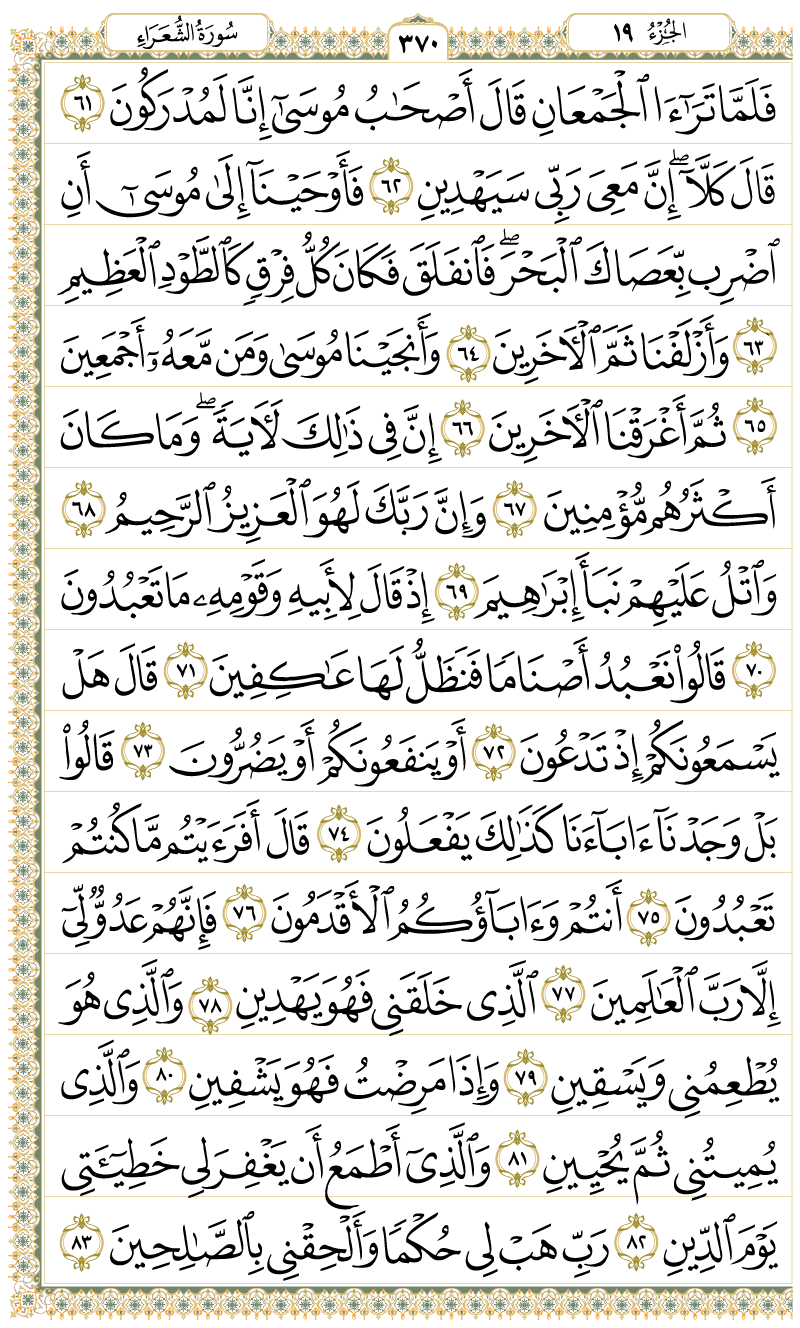 الجُزْءُ ١٩
٣٧٠
سُورَةُ الشُّعَرَاءِ
فَلَمَّا تَرَٰٓءَا ٱلْجَمْعَانِ قَالَ أَصْحَٰبُ مُوسَىٰٓ إِنَّا لَمُدْرَكُونَ ٦١
قَالَ كَلَّآ ۖ إِنَّ مَعِىَ رَبِّى سَيَهْدِينِ ٦٢ فَأَوْحَيْنَآ إِلَىٰ مُوسَىٰٓ أَنِ
ٱضْرِب بِّعَصَاكَ ٱلْبَحْرَ ۖ فَٱنفَلَقَ فَكَانَ كُلُّ فِرْقٍ كَٱلطَّوْدِ ٱلْعَظِيمِ
٦٣ وَأَزْلَفْنَا ثَمَّ ٱلْءَاخَرِينَ ٦٤ وَأَنجَيْنَا مُوسَىٰ وَمَن مَّعَهُۥٓ أَجْمَعِينَ
٦٥ ثُمَّ أَغْرَقْنَا ٱلْءَاخَرِينَ ٦٦ إِنَّ فِى ذَٰلِكَ لَءَايَةً ۖ وَمَا كَانَ
أَكْثَرُهُم مُّؤْمِنِينَ ٦٧ وَإِنَّ رَبَّكَ لَهُوَ ٱلْعَزِيزُ ٱلرَّحِيمُ ٦٨
وَٱتْلُ عَلَيْهِمْ نَبَأَ إِبْرَٰهِيمَ ٦٩ إِذْ قَالَ لِأَبِيهِ وَقَوْمِهِۦ مَا تَعْبُدُونَ
٧٠ قَالُوا۟ نَعْبُدُ أَصْنَامًا فَنَظَلُّ لَهَا عَٰكِفِينَ ٧١ قَالَ هَلْ
يَسْمَعُونَكُمْ إِذْ تَدْعُونَ ٧٢ أَوْ يَنفَعُونَكُمْ أَوْ يَضُرُّونَ ٧٣ قَالُوا۟
بَلْ وَجَدْنَآ ءَابَآءَنَا كَذَٰلِكَ يَفْعَلُونَ ٧٤ قَالَ أَفَرَءَيْتُم مَّا كُنتُمْ
تَعْبُدُونَ ٧٥ أَنتُمْ وَءَابَآؤُكُمُ ٱلْأَقْدَمُونَ ٧٦ فَإِنَّهُمْ عَدُوٌّ لِّىٓ
إِلَّا رَبَّ ٱلْعَٰلَمِينَ ٧٧ ٱلَّذِى خَلَقَنِى فَهُوَ يَهْدِينِ ٧٨ وَٱلَّذِى هُوَ
يُطْعِمُنِى وَيَسْقِينِ ٧٩ وَإِذَا مَرِضْتُ فَهُوَ يَشْفِينِ ٨٠ وَٱلَّذِى
يُمِيتُنِى ثُمَّ يُحْيِينِ ٨١ وَٱلَّذِىٓ أَطْمَعُ أَن يَغْفِرَ لِى خَطِيٓـَٔتِى
يَوْمَ ٱلدِّينِ ٨٢ رَبِّ هَبْ لِى حُكْمًا وَأَلْحِقْنِى بِٱلصَّٰلِحِينَ ٨٣